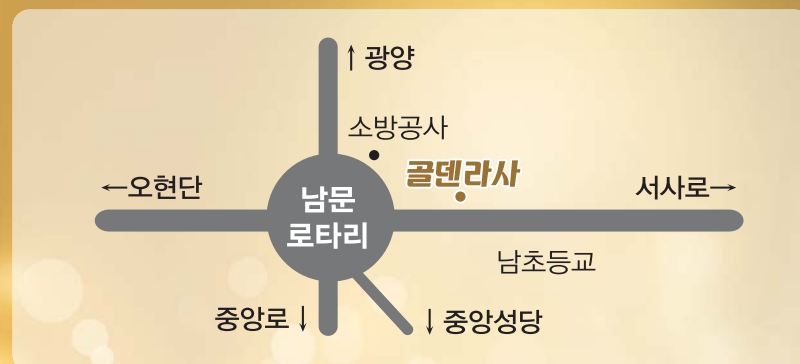 ↑ 광양
소방공사
골덴라사
←오현단
남문
로타리
서사로→
남초등교
중앙로 ↓
↓ 중앙성당